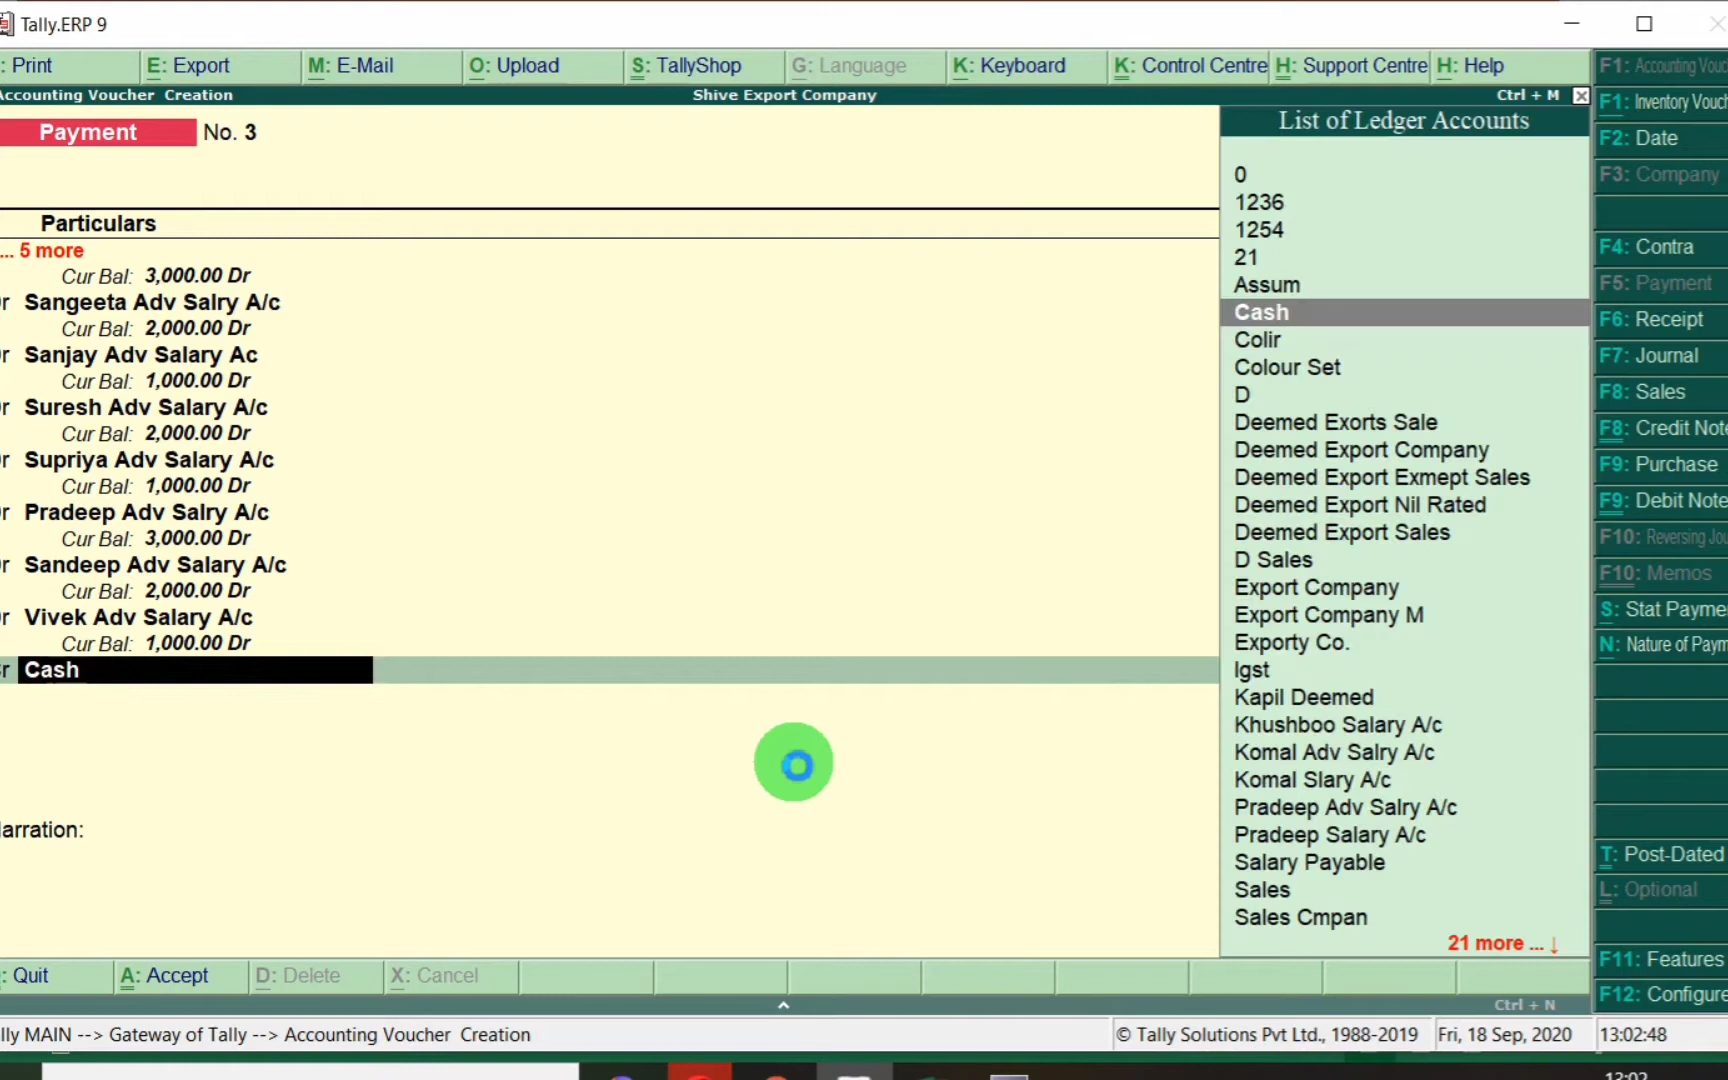 Tally.ERP 9
: Print E: Export M: E-Mail O: Upload S: TallyShop G: Language K: Keyboard K: Control Centre H: Support Centre H: Help
Accounting Voucher Creation Shive Export Company Ctrl + M
Payment No. 3
Particulars
... 5 more
Cur Bal: 3,000.00 Dr
r Sangeeta Adv Salry A/c
Cur Bal: 2,000.00 Dr
r Sanjay Adv Salary Ac
Cur Bal: 1,000.00 Dr
r Suresh Adv Salary A/c
Cur Bal: 2,000.00 Dr
r Supriya Adv Salary A/c
Cur Bal: 1,000.00 Dr
r Pradeep Adv Salry A/c
Cur Bal: 3,000.00 Dr
r Sandeep Adv Salary A/c
Cur Bal: 2,000.00 Dr
r Vivek Adv Salary A/c
Cur Bal: 1,000.00 Dr
r Cash
arration:
List of Ledger Accounts
0
1236
1254
21
Assum
Cash
Colir
Colour Set
D
Deemed Exorts Sale
Deemed Export Company
Deemed Export Exmept Sales
Deemed Export Nil Rated
Deemed Export Sales
D Sales
Export Company
Export Company M
Exporty Co.
Igst
Kapil Deemed
Khushboo Salary A/c
Komal Adv Salry A/c
Komal Slary A/c
Pradeep Adv Salry A/c
Pradeep Salary A/c
Salary Payable
Sales
Sales Cmpan
21 more ... ↓
F1: Accounting Vouc
F1: Inventory Vouch
F2: Date
F3: Company
F4: Contra
F5: Payment
F6: Receipt
F7: Journal
F8: Sales
F8: Credit Note
F9: Purchase
F9: Debit Note
F10: Reversing Jou
F10: Memos
S: Stat Payme
N: Nature of Paym
T: Post-Dated
L: Optional
F11: Features
F12: Configure
: Quit A: Accept D: Delete X: Cancel
Ctrl + N
lly MAIN --> Gateway of Tally --> Accounting Voucher Creation © Tally Solutions Pvt Ltd., 1988-2019 Fri, 18 Sep, 2020 13:02:48
13:02